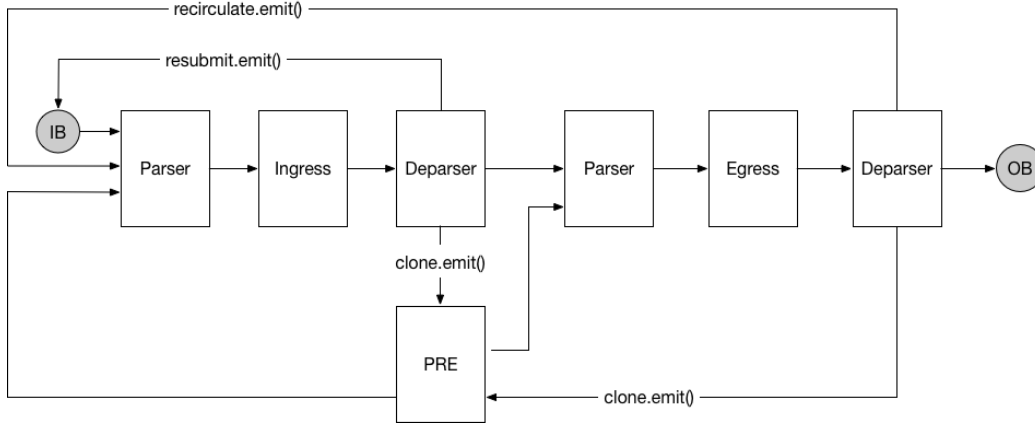 recirculate.emit()
resubmit.emit()
IB
Parser
Ingress
Deparser
Parser
Egress
Deparser
OB
clone.emit()
PRE
clone.emit()